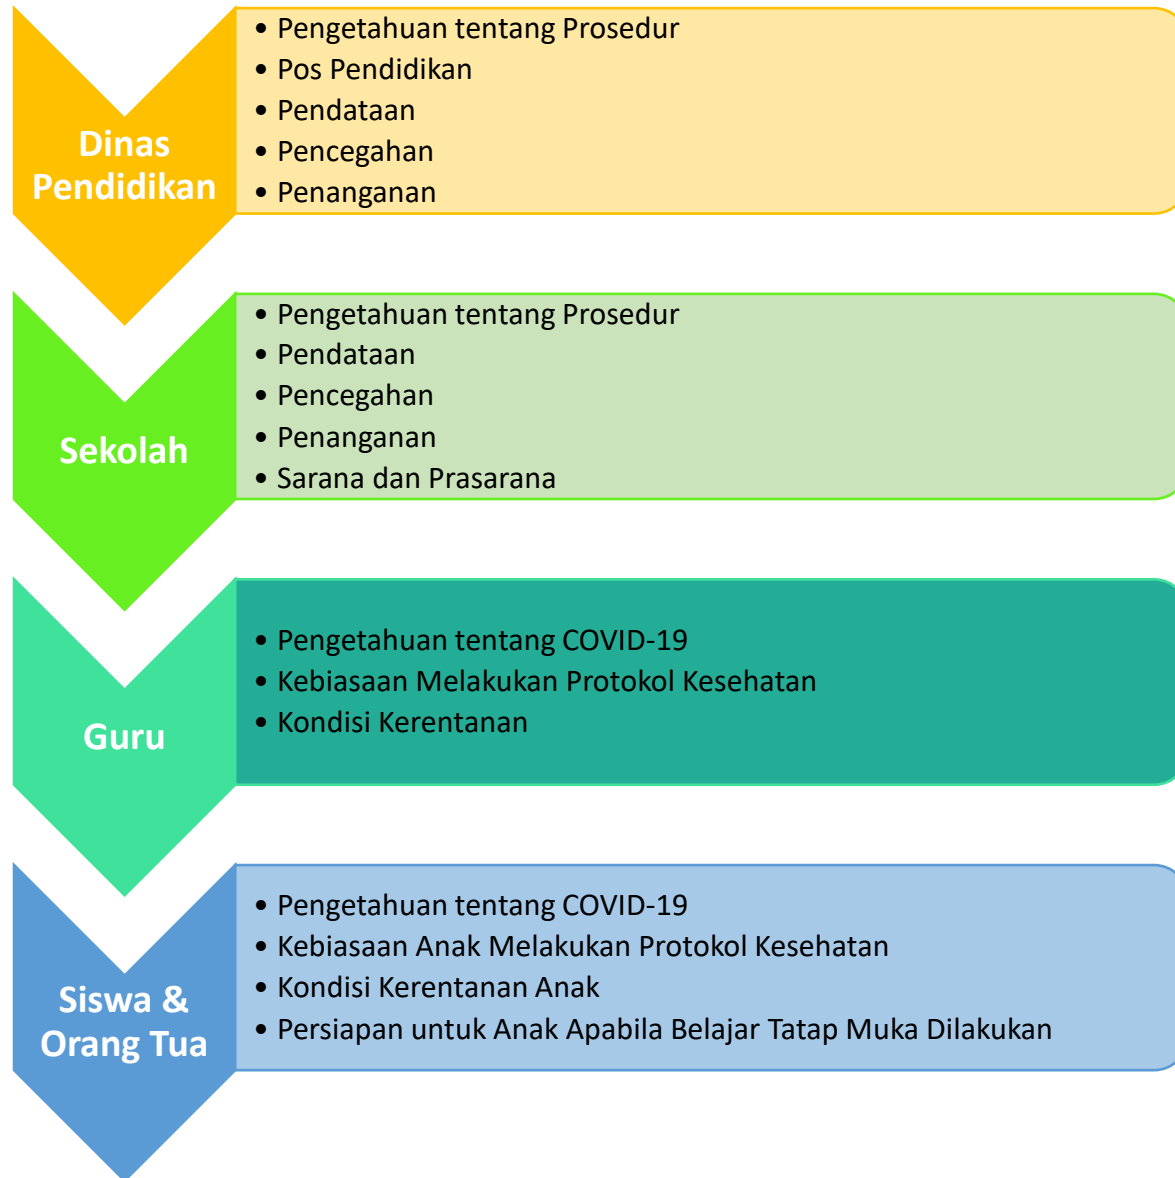 Dinas
Pendidikan
• Pengetahuan tentang Prosedur
• Pos Pendidikan
• Pendataan
• Pencegahan
• Penanganan
Sekolah
• Pengetahuan tentang Prosedur
• Pendataan
• Pencegahan
• Penanganan
• Sarana dan Prasarana
Guru
• Pengetahuan tentang COVID-19
• Kebiasaan Melakukan Protokol Kesehatan
• Kondisi Kerentanan
Siswa &
Orang Tua
• Pengetahuan tentang COVID-19
• Kebiasaan Anak Melakukan Protokol Kesehatan
• Kondisi Kerentanan Anak
• Persiapan untuk Anak Apabila Belajar Tatap Muka Dilakukan